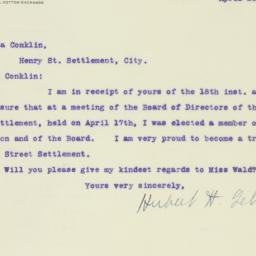 COTTON EXCHANGE
a Conklin,
Henry St. Settlement, City.
Conklin:
I am in receipt of yours of the 18th inst. a
sure that at a meeting of the Board of Directors of th
ttlement, held on April 17th, I was elected a member o
on and of the Board. I am very proud to become a tr
Street Settlement.
Will you please give my kindest regards to Miss Wald?
Yours very sincerely,
H.